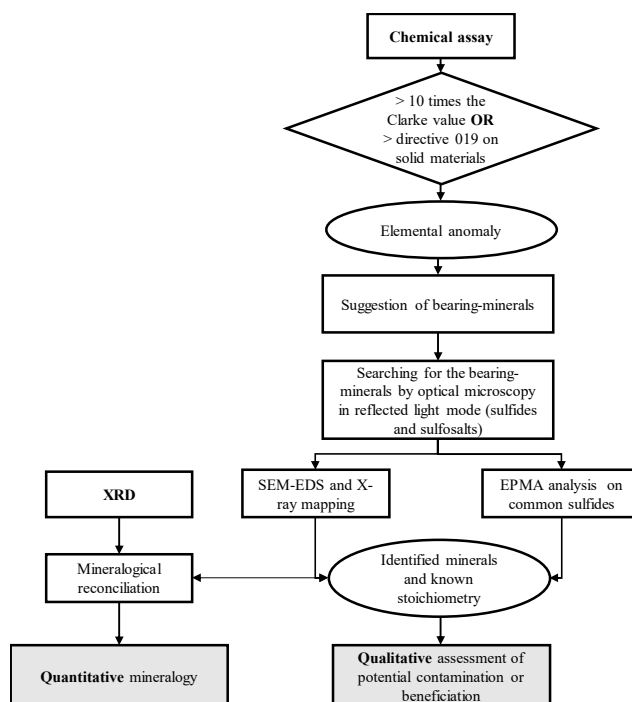 Chemical assay
> 10 times the
Clarke value OR
> directive 019 on
solid materials
Elemental anomaly
Suggestion of bearing-minerals
Searching for the bearing-
minerals by optical microscopy
in reflected light mode (sulfides
and sulfosalts)
SEM-EDS and X-
ray mapping
EPMA analysis on
common sulfides
XRD
Mineralogical
reconciliation
Identified minerals
and known
stoichiometry
Quantitative mineralogy
Qualitative assessment of
potential contamination or
beneficiation